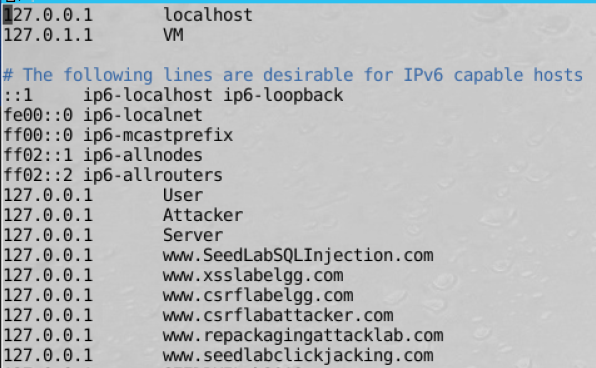 127.0.0.1 localhost
127.0.1.1 VM
# The following lines are desirable for IPv6 capable hosts
::1 ip6-localhost ip6-loopback
fe00::0 ip6-localnet
ff00::0 ip6-mcastprefix
ff02::1 ip6-allnodes
ff02::2 ip6-allrouters
127.0.0.1 User
127.0.0.1 Attacker
127.0.0.1 Server
127.0.0.1 www.SeedLabSQLInjection.com
127.0.0.1 www.xsslabelgg.com
127.0.0.1 www.csrflabelgg.com
127.0.0.1 www.csrflabattacker.com
127.0.0.1 www.repackagingattacklab.com
127.0.0.1 www.seedlabclickjacking.com